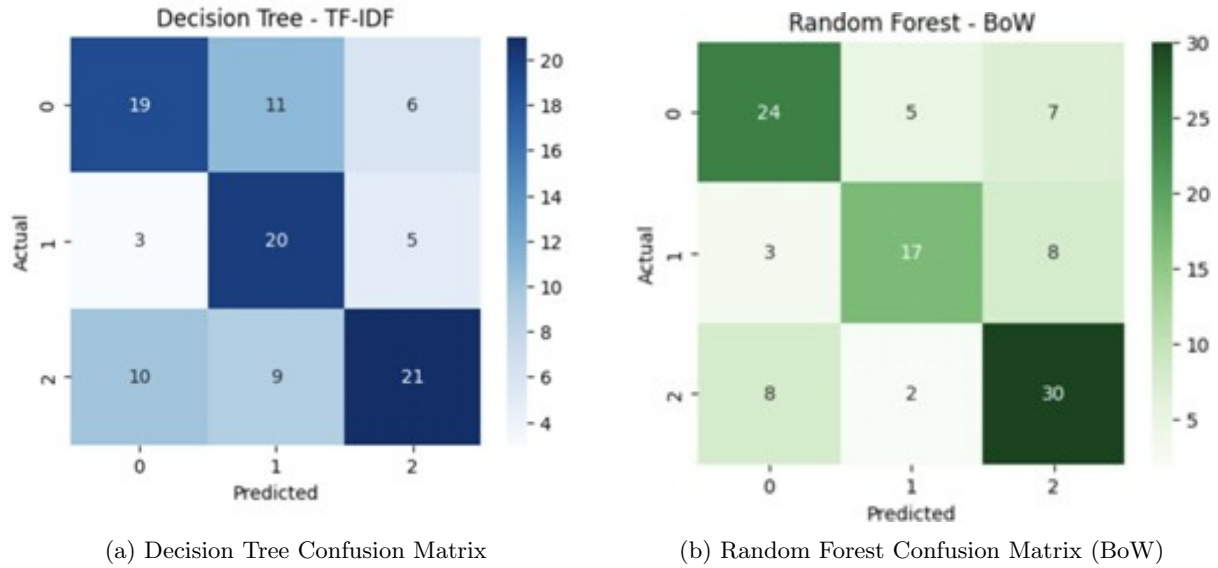 Decision Tree - TF-IDF
0 19 11 6
1 3 20 5
2 10 9 21
Actual
0 1 2
Predicted
20
18
16
14
12
10
8
6
4
(a) Decision Tree Confusion Matrix
Random Forest - BoW
0 24 5 7
1 3 17 8
2 8 2 30
Actual
0 1 2
Predicted
30
25
20
15
10
5
(b) Random Forest Confusion Matrix (BoW)